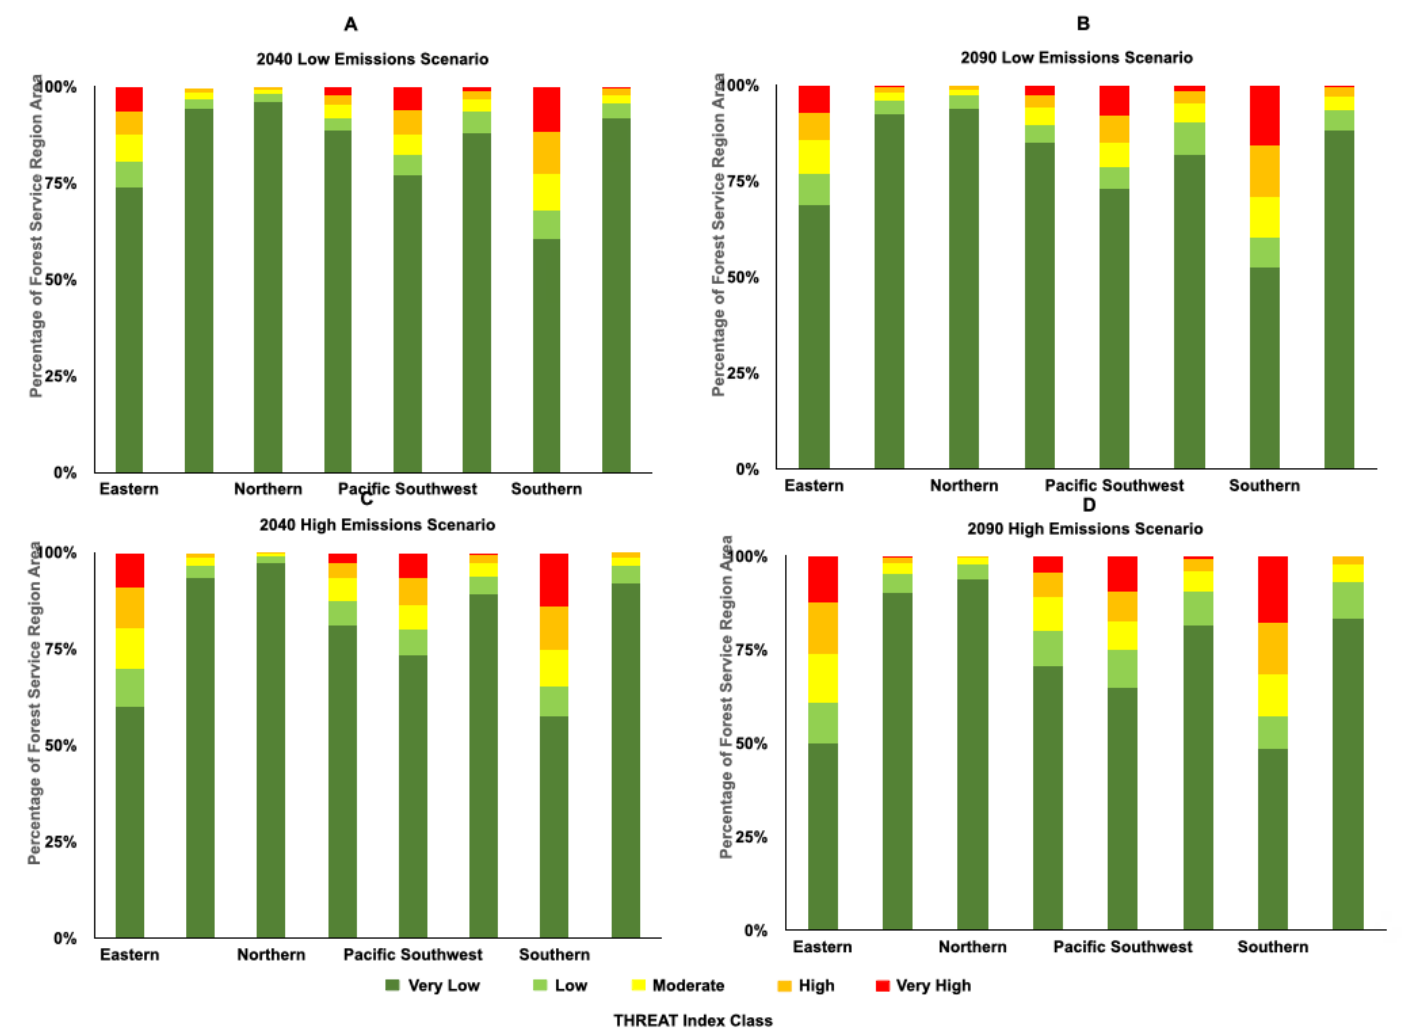 A
2040 Low Emissions Scenario
Percentage of Forest Service Region Area
100%
75%
50%
25%
0%
Eastern Northern Pacific Southwest Southern
B
2090 Low Emissions Scenario
Percentage of Forest Service Region Area
100%
75%
50%
25%
0%
Eastern Northern Pacific Southwest Southern
C
2040 High Emissions Scenario
Percentage of Forest Service Region Area
100%
75%
50%
25%
0%
Eastern Northern Pacific Southwest Southern
D
2090 High Emissions Scenario
Percentage of Forest Service Region Area
100%
75%
50%
25%
0%
Eastern Northern Pacific Southwest Southern
Very Low Low Moderate High Very High
THREAT Index Class